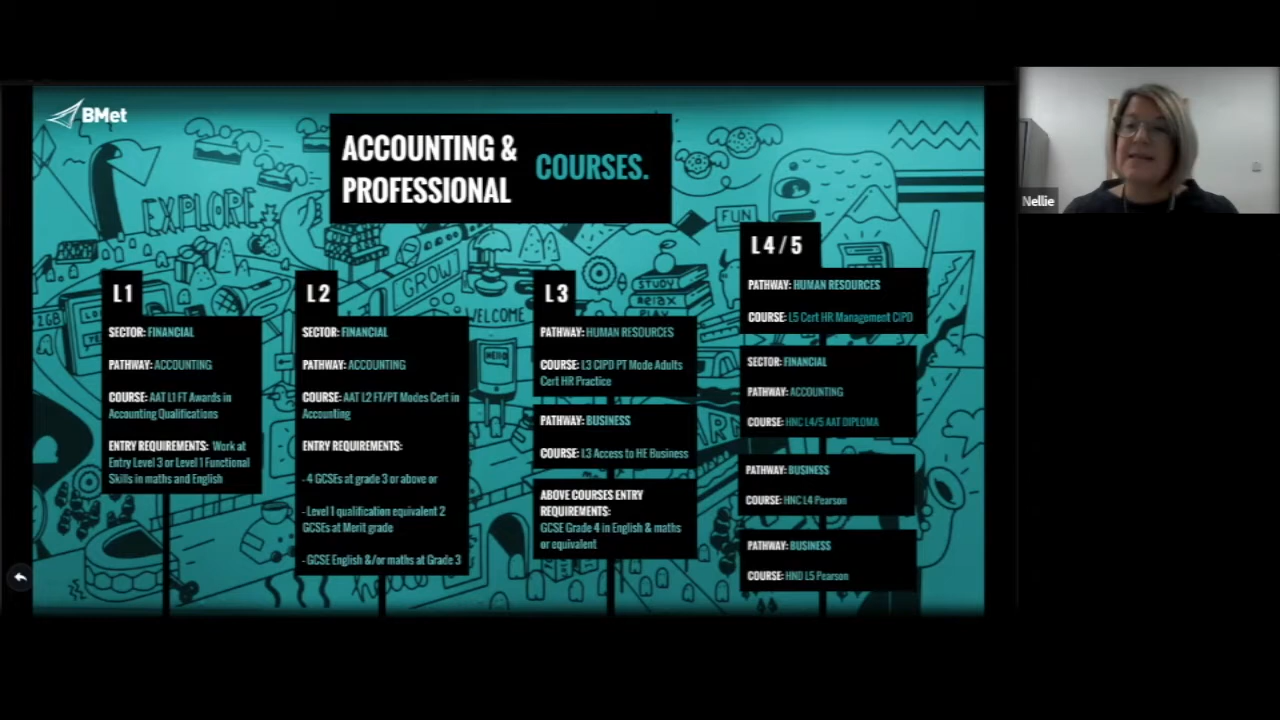 BMet
ACCOUNTING &
PROFESSIONAL
COURSES.
EXPLORE
FUN
GROW
WELCOME
STUDY
RELAX
PLAY
HERO
2GB
L1
SECTOR: FINANCIAL
PATHWAY: ACCOUNTING
COURSE: AAT L1 FT Awards in
Accounting Qualifications
ENTRY REQUIREMENTS: Work at
Entry Level 3 or Level 1 Functional
Skills in maths and English
L2
SECTOR: FINANCIAL
PATHWAY: ACCOUNTING
COURSE: AAT L2 FT/PT Modes Cert in
Accounting
ENTRY REQUIREMENTS:
- 4 GCSEs at grade 3 or above or
- Level 1 qualification equivalent 2
GCSEs at Merit grade
- GCSE English &/or maths at Grade 3
L3
PATHWAY: HUMAN RESOURCES
COURSE: L3 CIPD PT Mode Adults
Cert HR Practice
PATHWAY: BUSINESS
COURSE: L3 Access to HE Business
ABOVE COURSES ENTRY
REQUIREMENTS:
GCSE Grade 4 in English & maths
or equivalent
L4/5
PATHWAY: HUMAN RESOURCES
COURSE: L5 Cert HR Management CIPD
SECTOR: FINANCIAL
PATHWAY: ACCOUNTING
COURSE: HNC L4/5 AAT DIPLOMA
PATHWAY: BUSINESS
COURSE: HNC L4 Pearson
PATHWAY: BUSINESS
COURSE: HND L5 Pearson
Nellie